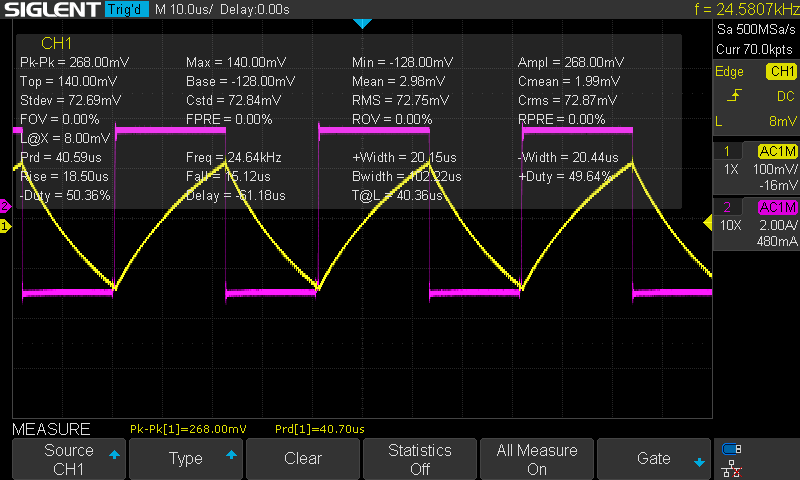 SIGLENT Trig'd M 10.0us/ Delay:0.00s f = 24.5807kHz
Sa 500MSa/s
Curr 70.0kpts
CH1
Pk-Pk = 268.00mV Max = 140.00mV Min = -128.00mV Ampl = 268.00mV
Top = 140.00mV Base = -128.00mV Mean = 2.98mV Cmean = 1.99mV
Stdev = 72.69mV Cstd = 72.84mV RMS = 72.75mV Crms = 72.87mV
FOV = 0.00% FPRE = 0.00% ROV = 0.00% RPRE = 0.00%
L@X = 8.00mV
Prd = 40.59us Freq = 24.64kHz +Width = 20.15us -Width = 20.44us
Rise = 18.50us Fall = 15.12us Bwidth = 102.22us +Duty = 49.64%
-Duty = 50.36% Delay = -61.18us T@L = 40.36us
Edge CH1
DC
L 8mV
1 AC1M
1X 100mV/
-16mV
2 AC1M
10X 2.00A/
480mA
2
1
MEASURE Pk-Pk[1]=268.00mV Prd[1]=40.70us
Source
CH1
Type
Clear
Statistics
Off
All Measure
On
Gate